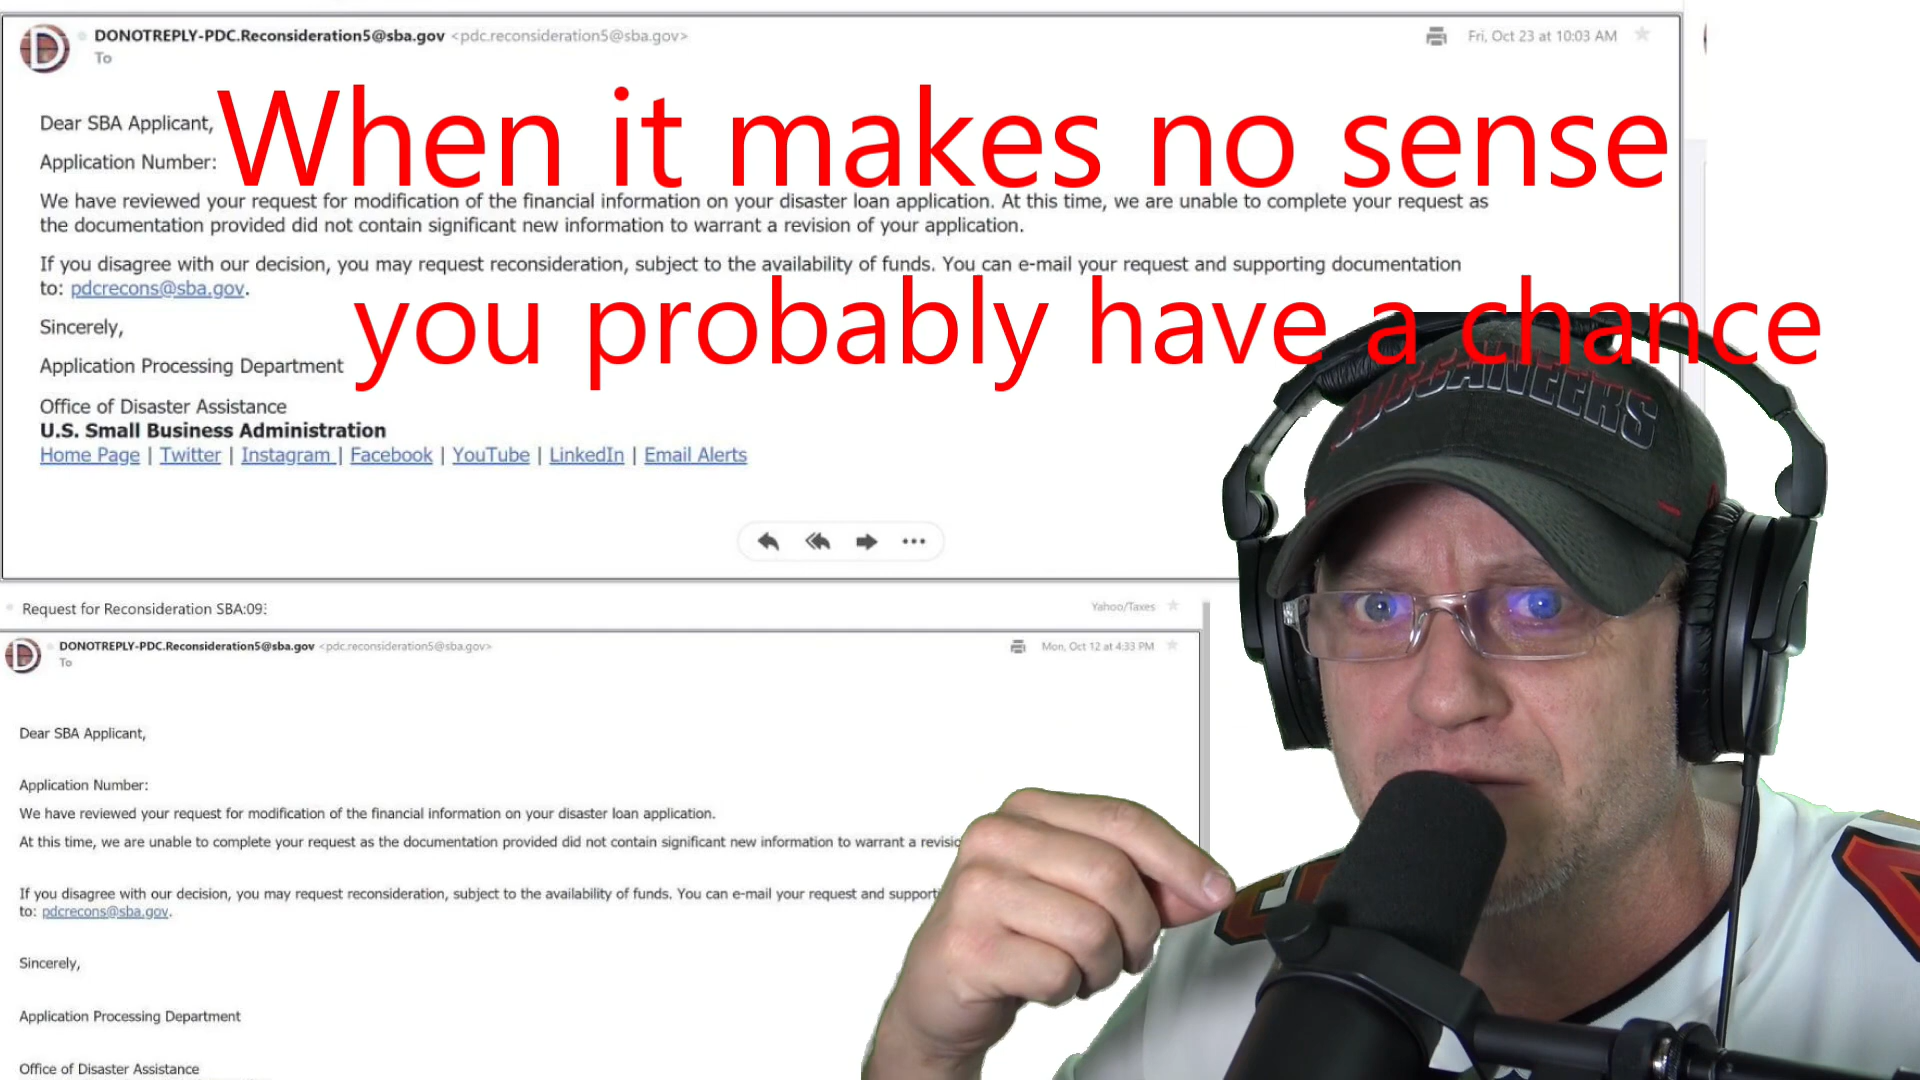 DONOTREPLY-PDC.Reconsideration5@sba.gov <pdc.reconsideration5@sba.gov>
Fri, Oct 23 at 10:03 AM
To
When it makes no sense
Dear SBA Applicant,
Application Number:
We have reviewed your request for modification of the financial information on your disaster loan application. At this time, we are unable to complete your request as
the documentation provided did not contain significant new information to warrant a revision of your application.
If you disagree with our decision, you may request reconsideration, subject to the availability of funds. You can e-mail your request and supporting documentation
to: pdcrecons@sba.gov.
you probably have a chance
Sincerely,
Application Processing Department
Office of Disaster Assistance
U.S. Small Business Administration
Home Page | Twitter | Instagram | Facebook | YouTube | LinkedIn | Email Alerts
BUCCANEERS
Request for Reconsideration SBA:09:
Yahoo/Taxes
DONOTREPLY-PDC.Reconsideration5@sba.gov <pdc.reconsideration5@sba.gov>
Mon, Oct 12 at 4:33 PM
To
Dear SBA Applicant,
Application Number:
We have reviewed your request for modification of the financial information on your disaster loan application.
At this time, we are unable to complete your request as the documentation provided did not contain significant new information to warrant a revisio
If you disagree with our decision, you may request reconsideration, subject to the availability of funds. You can e-mail your request and support
to: pdcrecons@sba.gov.
Sincerely,
Application Processing Department
Office of Disaster Assistance